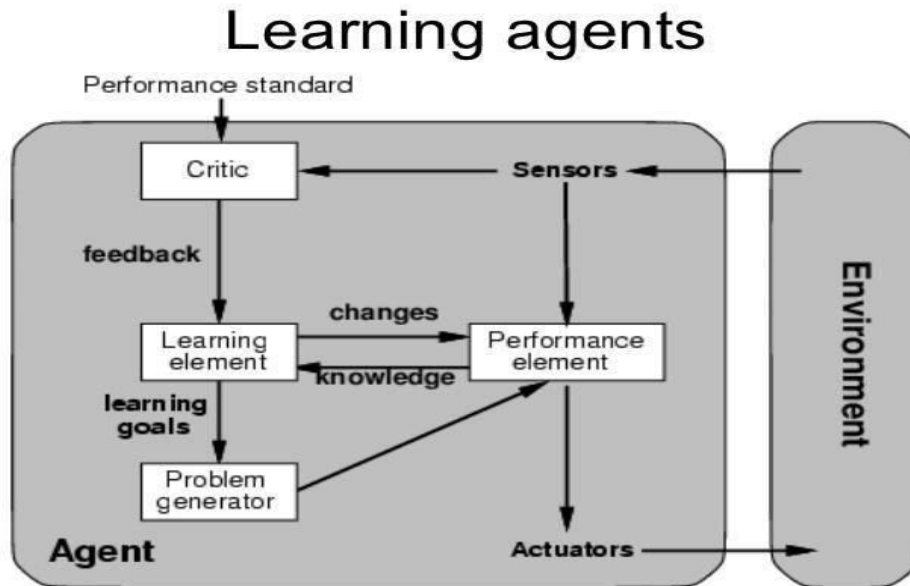 Learning agents
Performance standard
Critic
Sensors
feedback
changes
Learning
element
Performance
element
knowledge
learning
goals
Problem
generator
Agent
Actuators
Environment